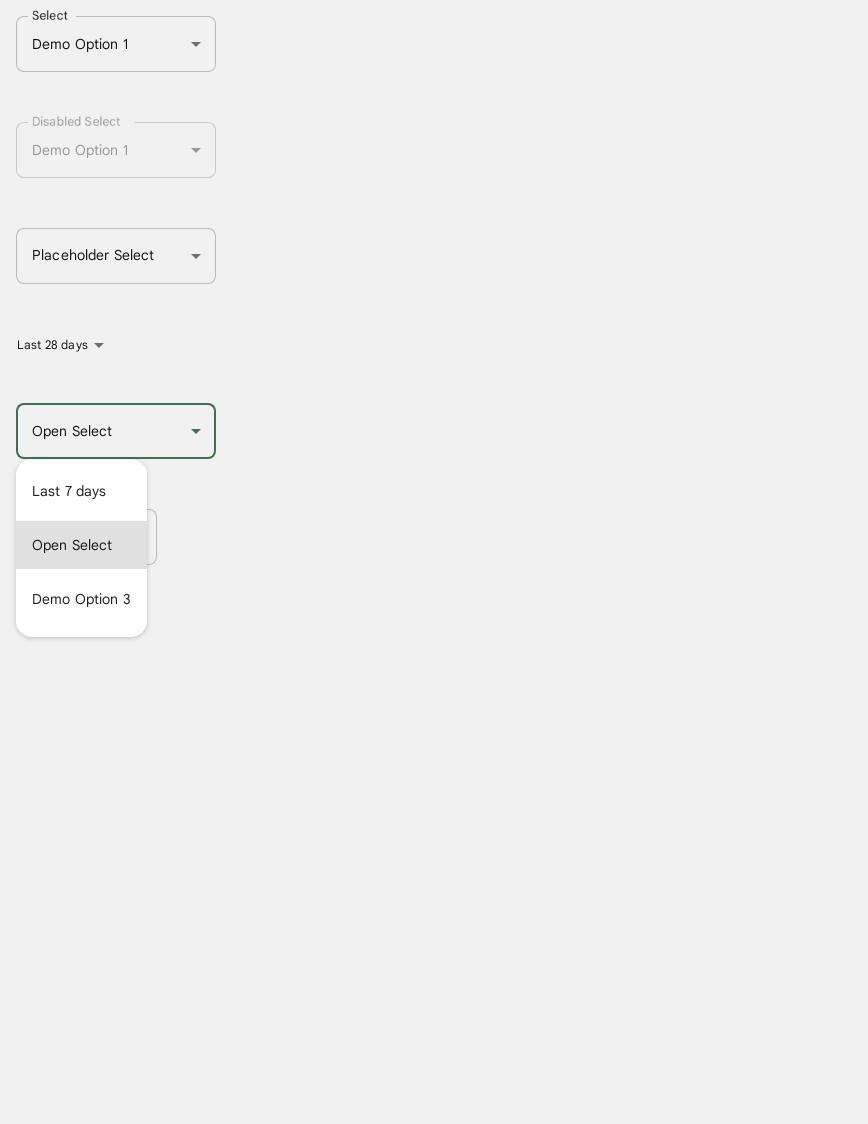 Select
Demo Option 1
Disabled Select
Demo Option 1
Placeholder Select
Last 28 days
Open Select
Last 7 days
Open Select
Demo Option 3